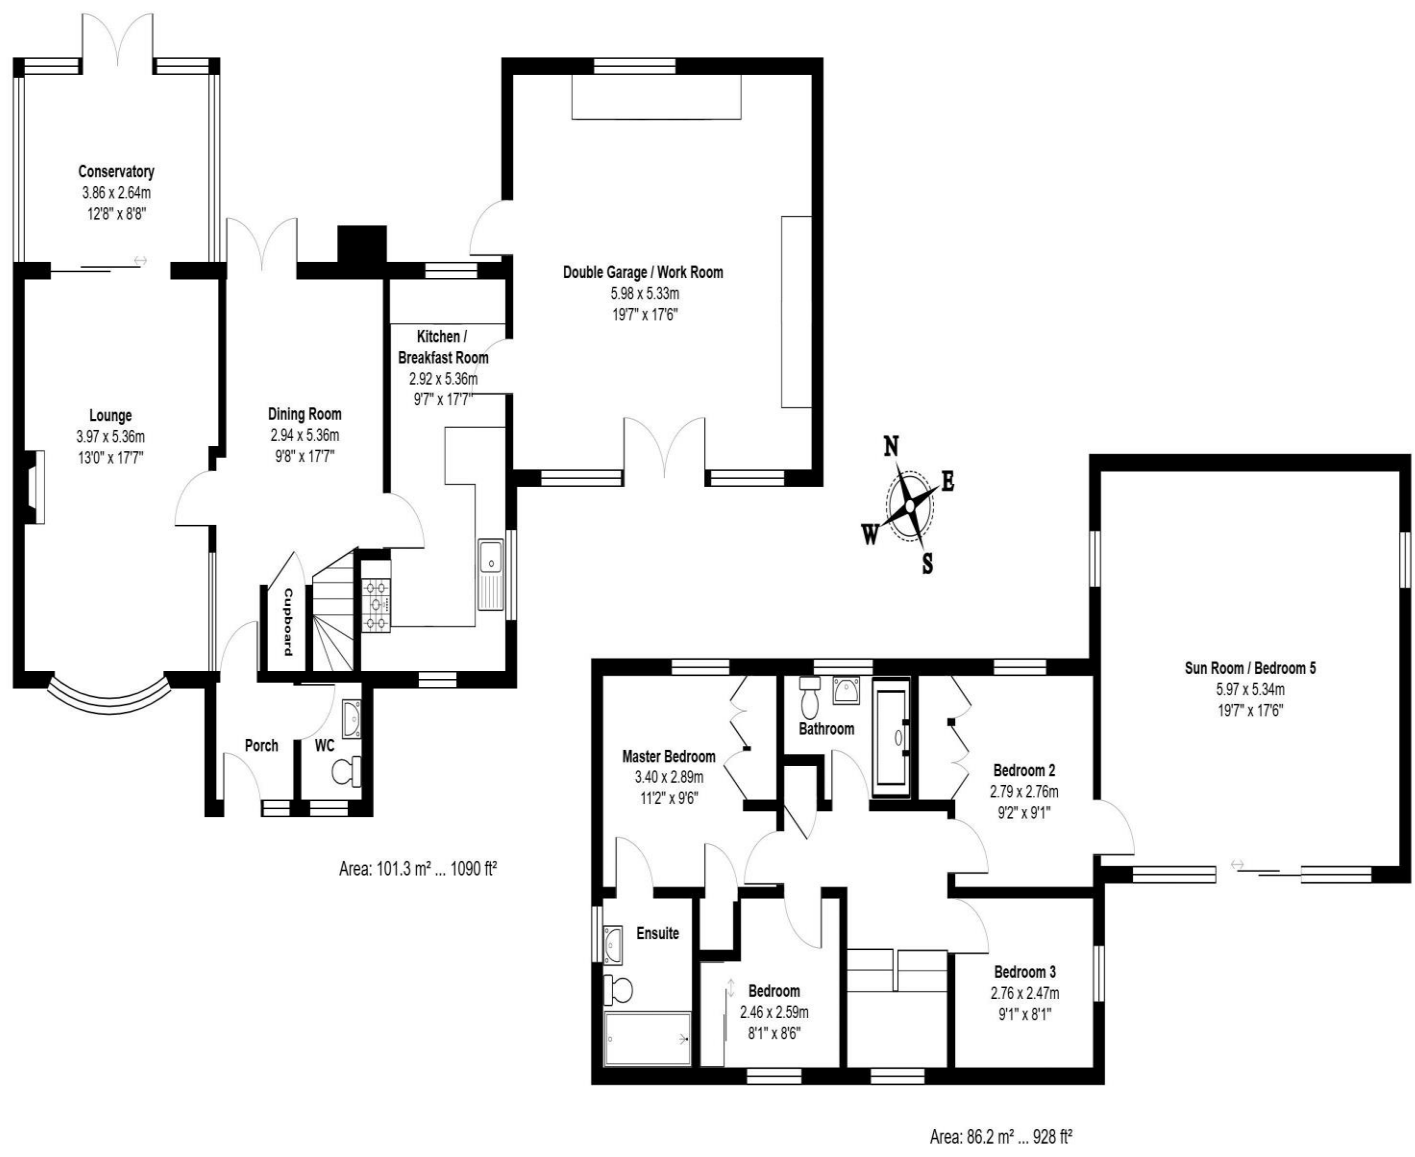 Conservatory
3.86 x 2.64m
12'8" x 8'8"
Double Garage / Work Room
5.98 x 5.33m
19'7" x 17'6"
Kitchen /
Breakfast Room
2.92 x 5.36m
9'7" x 17'7"
Lounge
3.97 x 5.36m
13'0" x 17'7"
Dining Room
2.94 x 5.36m
9'8" x 17'7"
Cupboard
Porch
WC
Area: 101.3 m² ... 1090 ft²
N
E
W
S
Sun Room / Bedroom 5
5.97 x 5.34m
19'7" x 17'6"
Bathroom
Master Bedroom
3.40 x 2.89m
11'2" x 9'6"
Bedroom 2
2.79 x 2.76m
9'2" x 9'1"
Ensuite
Bedroom
2.46 x 2.59m
8'1" x 8'6"
Bedroom 3
2.76 x 2.47m
9'1" x 8'1"
Area: 86.2 m² ... 928 ft²